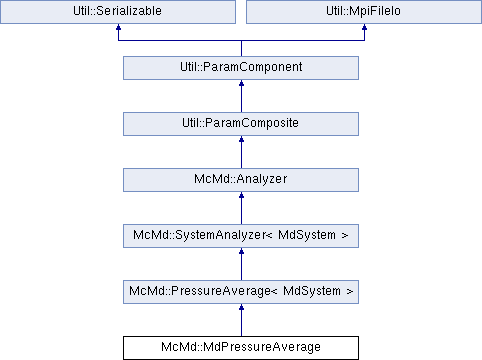 Util::Serializable
Util::MpiFileIo
Util::ParamComponent
Util::ParamComposite
McMd::Analyzer
McMd::SystemAnalyzer< MdSystem >
McMd::PressureAverage< MdSystem >
McMd::MdPressureAverage